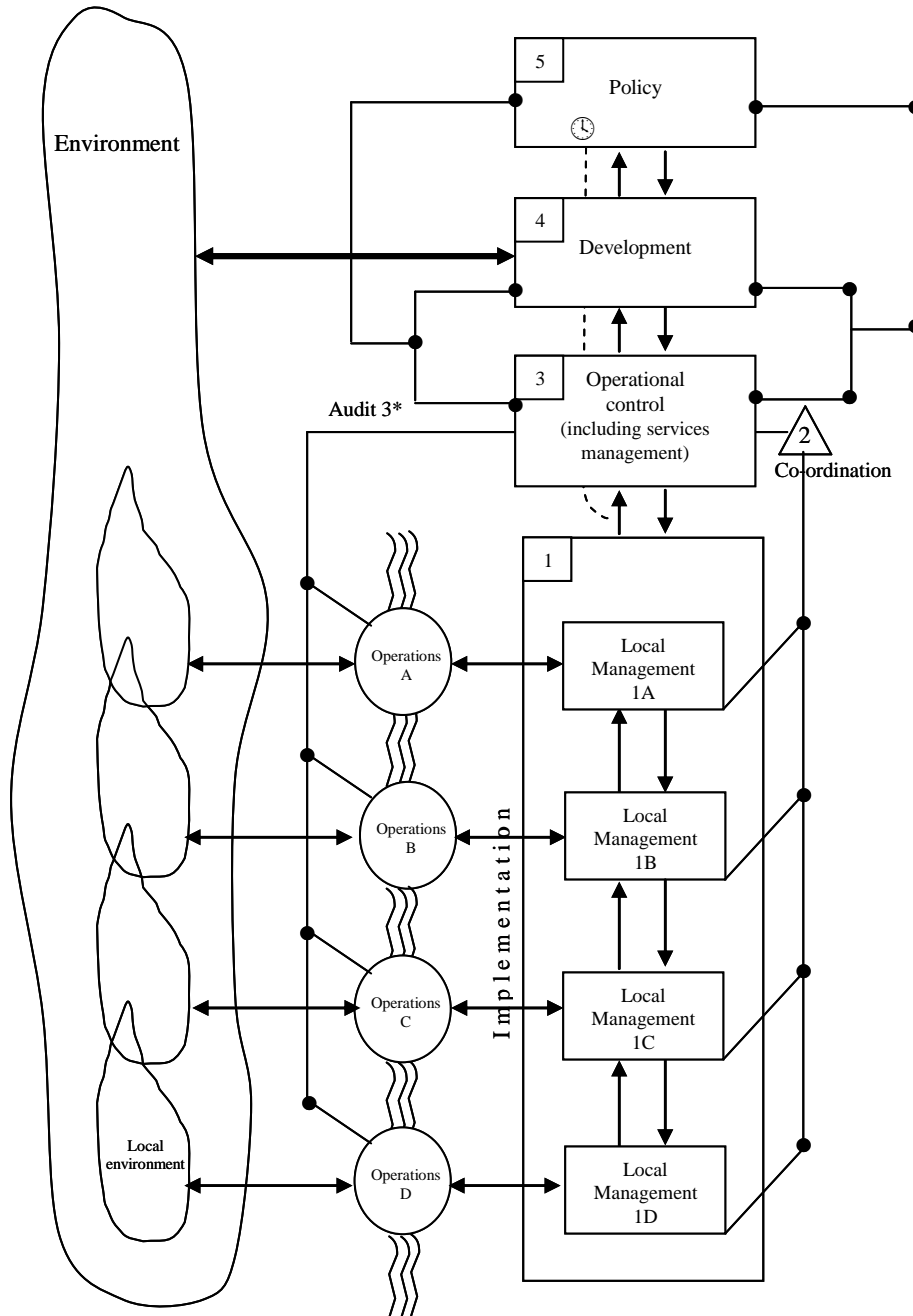 5
Policy
Environment
4
Development
3
Operational
control
(including services
management)
Audit 3*
2
Co-ordination
1
Operations
A
Local
Management
1A
Operations
B
Local
Management
1B
Implementation
Operations
C
Local
Management
1C
Local
environment
Operations
D
Local
Management
1D